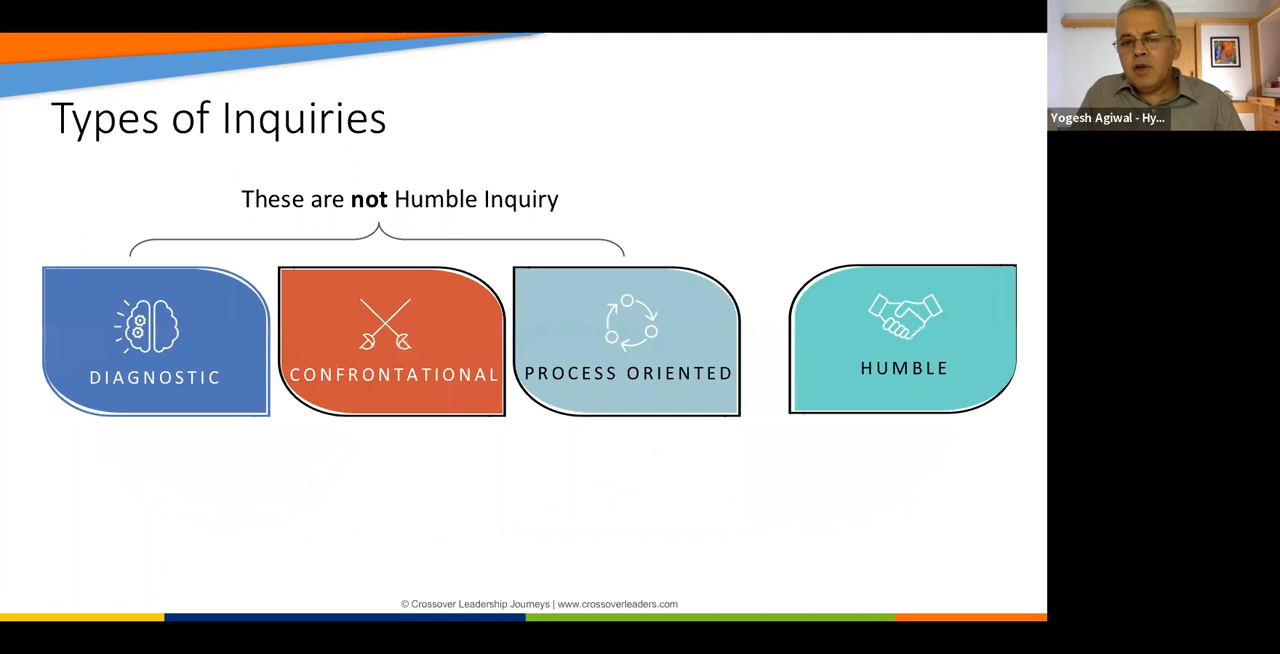 Types of Inquiries
These are not Humble Inquiry
DIAGNOSTIC
CONFRONTATIONAL
PROCESS ORIENTED
HUMBLE
© Crossover Leadership Journeys | www.crossoverleaders.com
Yogesh Agiwal - Hy...